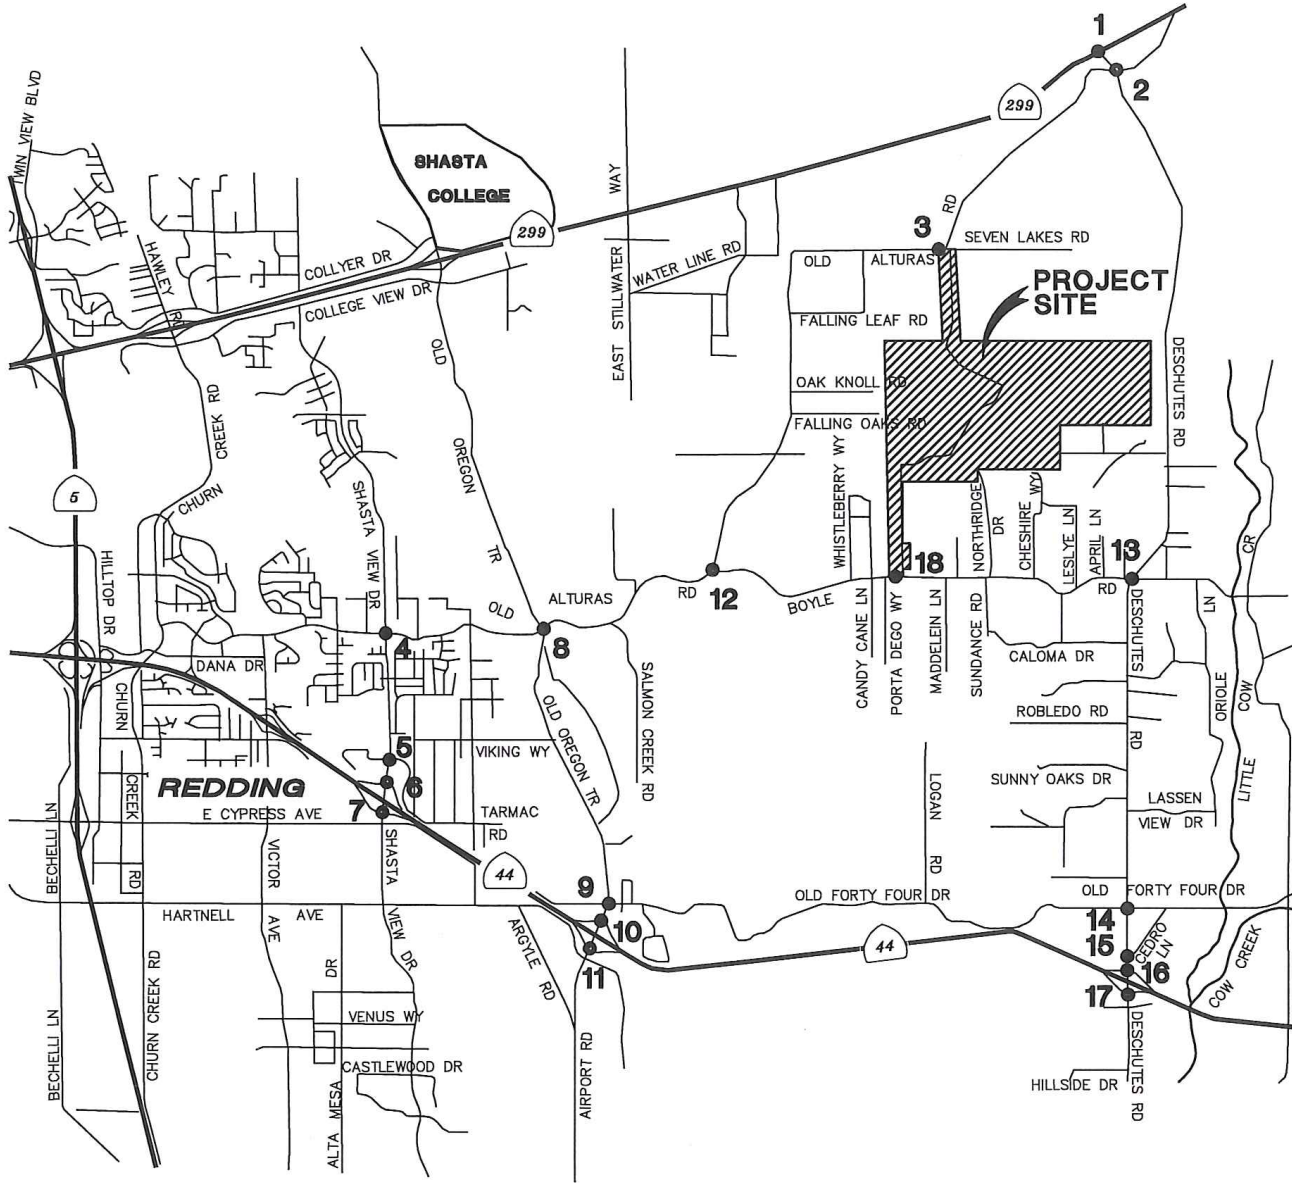 1
2
299
TWIN VIEW BLVD
SHASTA
COLLEGE
EAST STILLWATER WAY
RD
3
SEVEN LAKES RD
299
HAWLEY RD
COLLYER DR
WATER LINE RD
OLD
ALTURAS
PROJECT
SITE
COLLEGE VIEW DR
FALLING LEAF RD
OLD
OREGON
TR
DESCHUTES RD
CREEK RD
CHURN
OAK KNOLL RD
FALLING OAKS RD
5
SHASTA VIEW DR
WHISTLEBERRY WY
NORTHRIDGE DR
CHESHIRE WY
LESLYE LN
APRIL LN
CR
HILLTOP DR
18
13
12
RD
BOYLE
RD
OLD
ALTURAS
4
8
DANA DR
CANDY CANE LN
PORTA DEGO WY
MADDELEIN LN
SUNDANCE RD
CALOMA DR
DESCHUTES
RD
LN
ORIOLE
COW
LITTLE
CHURN
CREEK
RD
SALMON CREEK RD
OLD OREGON TR
ROBLEDO RD
5
VIKING WY
6
REDDING
7
E CYPRESS AVE
TARMAC
RD
LOGAN RD
SUNNY OAKS DR
LASSEN
VIEW DR
BECHELLI LN
VICTOR AVE
SHASTA VIEW DR
44
9
OLD FORTY FOUR DR
OLD FORTY FOUR DR
HARTNELL AVE
10
14
ARGYLE RD
44
15
CEDRO LN
11
16
COW CREEK
17
DR
VENUS WY
BECHELLI LN
CHURN CREEK RD
CASTLEWOOD DR
AIRPORT RD
HILLSIDE DR
DESCHUTES RD
ALTA MESA